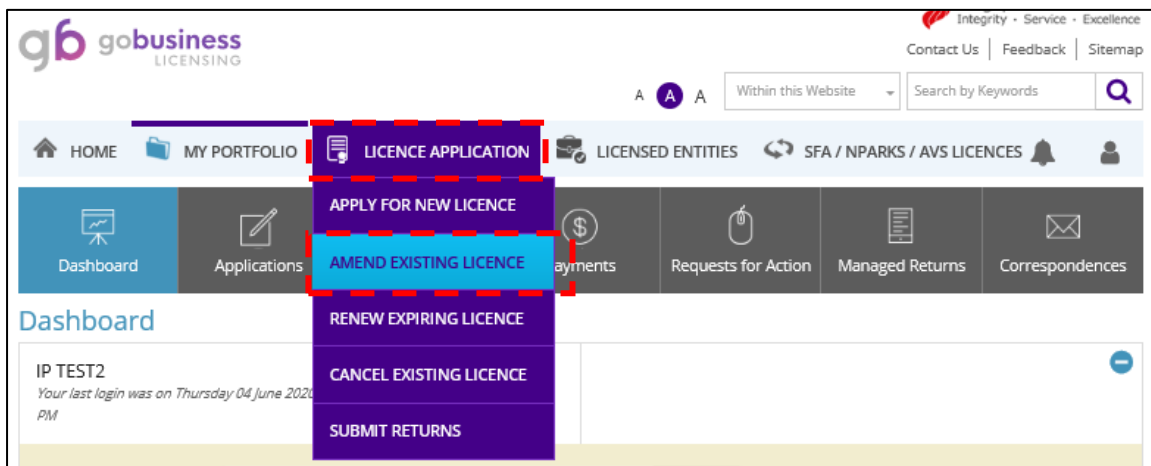 Integrity · Service · Excellence
gb gobusiness
LICENSING
Contact Us | Feedback | Sitemap
A A A Within this Website Search by Keywords
HOME MY PORTFOLIO LICENCE APPLICATION LICENSED ENTITIES SFA / NPARKS / AVS LICENCES
APPLY FOR NEW LICENCE
AMEND EXISTING LICENCE
RENEW EXPIRING LICENCE
CANCEL EXISTING LICENCE
SUBMIT RETURNS
Dashboard Applications ayments Requests for Action Managed Returns Correspondences
Dashboard
IP TEST2
Your last login was on Thursday 04 June 2020
PM